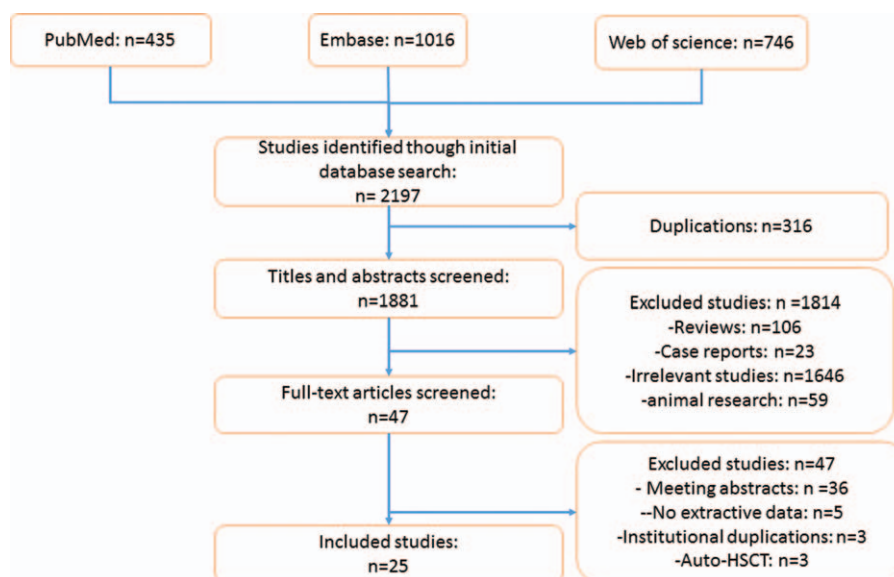 PubMed: n=435
Embase: n=1016
Web of science: n=746
Studies identified though initial
database search:
n= 2197
Duplications: n=316
Titles and abstracts screened:
n=1881
Excluded studies: n =1814
-Reviews: n=106
-Case reports: n=23
-Irrelevant studies: n=1646
-animal research: n=59
Full-text articles screened:
n=47
Excluded studies: n=47
- Meeting abstracts: n =36
--No extractive data: n=5
-Institutional duplications: n=3
-Auto-HSCT: n=3
Included studies:
n=25